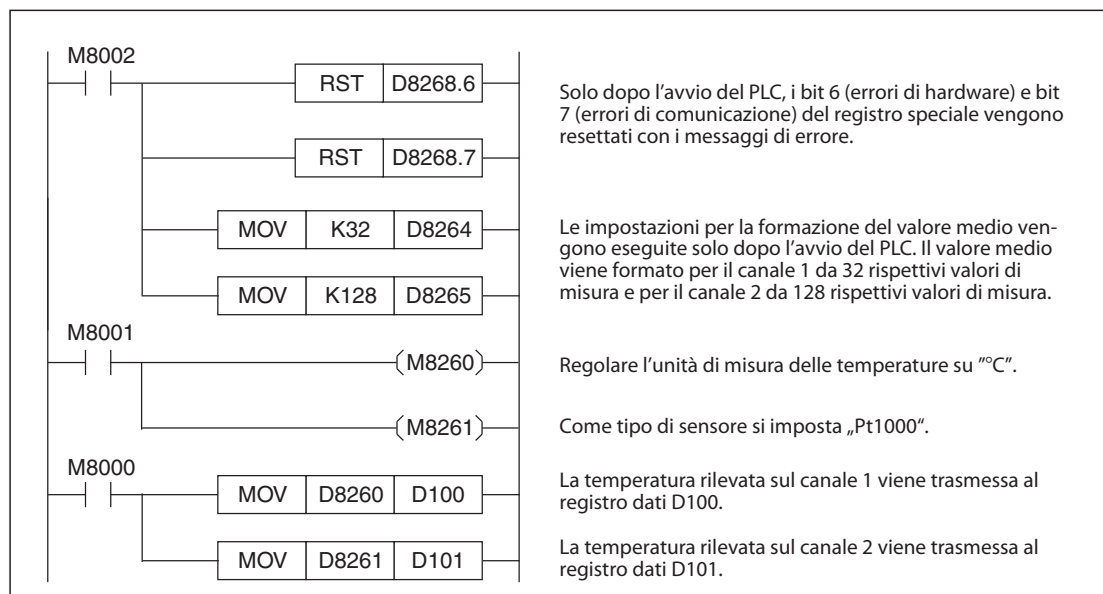 M8002
RST D8268.6
Solo dopo l'avvio del PLC, i bit 6 (errori di hardware) e bit
7 (errori di comunicazione) del registro speciale vengono
resettati con i messaggi di errore.
RST D8268.7
MOV K32 D8264
Le impostazioni per la formazione del valore medio ven-
gono eseguite solo dopo l'avvio del PLC. Il valore medio
viene formato per il canale 1 da 32 rispettivi valori di
misura e per il canale 2 da 128 rispettivi valori di misura.
MOV K128 D8265
M8001
(M8260)
Regolare l'unità di misura delle temperature su "°C".
(M8261)
Come tipo di sensore si imposta „Pt1000“.
M8000
MOV D8260 D100
La temperatura rilevata sul canale 1 viene trasmessa al
registro dati D100.
MOV D8261 D101
La temperatura rilevata sul canale 2 viene trasmessa al
registro dati D101.